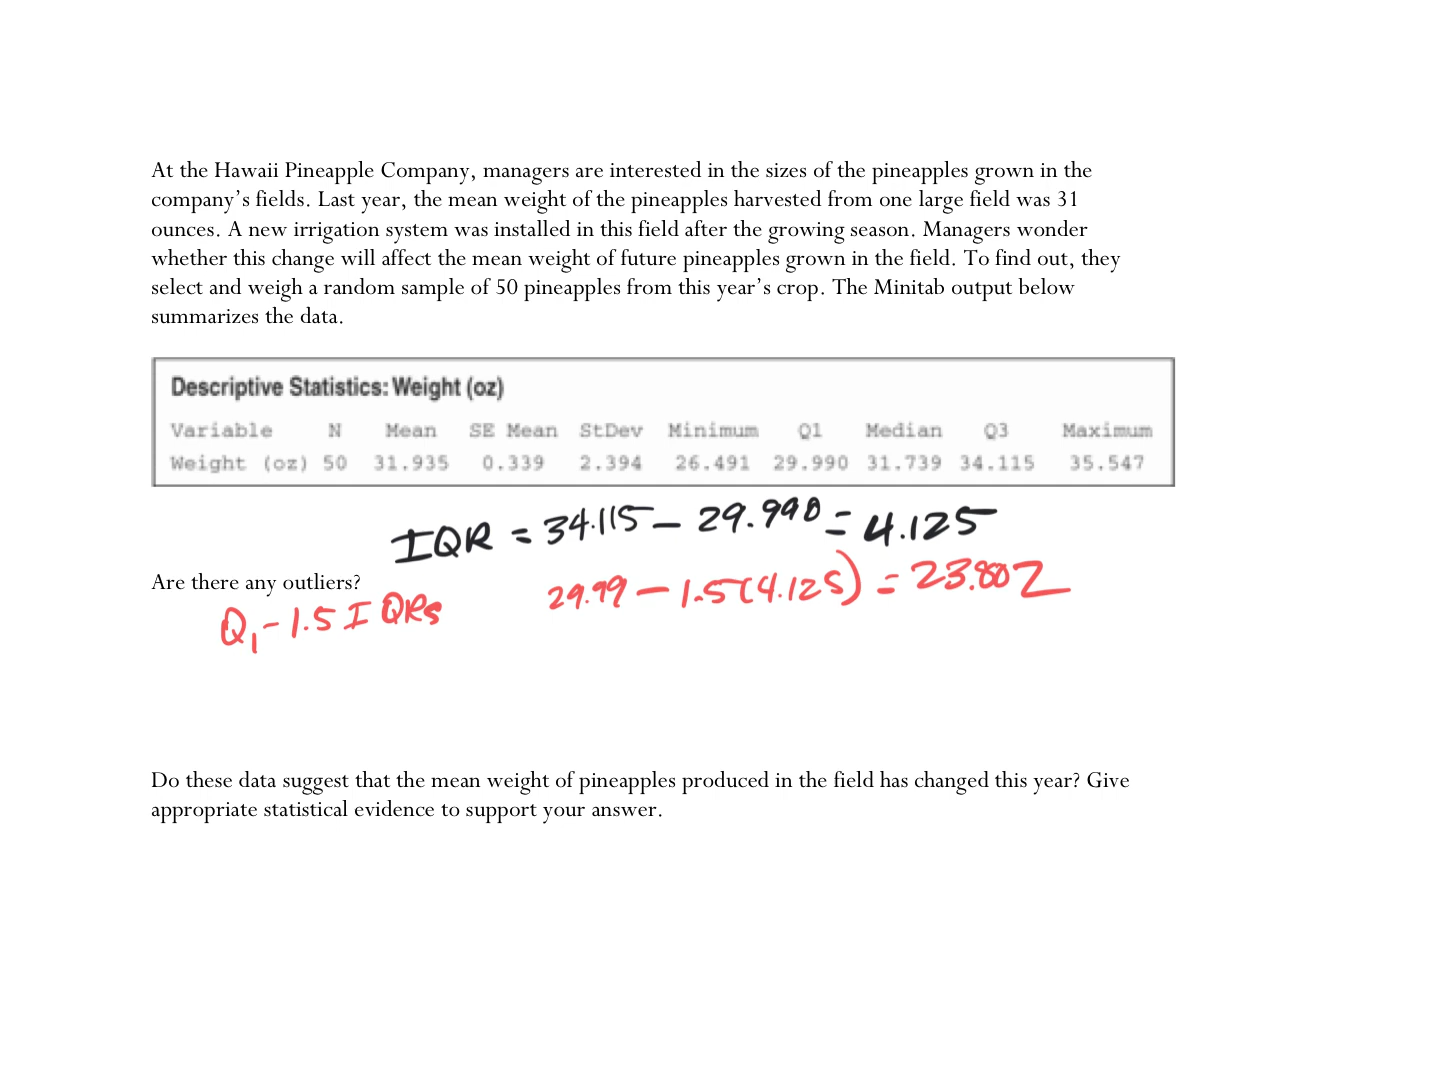 At the Hawaii Pineapple Company, managers are interested in the sizes of the pineapples grown in the
company's fields. Last year, the mean weight of the pineapples harvested from one large field was 31
ounces. A new irrigation system was installed in this field after the growing season. Managers wonder
whether this change will affect the mean weight of future pineapples grown in the field. To find out, they
select and weigh a random sample of 50 pineapples from this year's crop. The Minitab output below
summarizes the data.
Descriptive Statistics: Weight (oz)
Variable N Mean SE Mean StDev Minimum Q1 Median Q3 Maximum
Weight (oz) 50 31.935 0.339 2.394 26.491 29.990 31.739 34.115 35.547
IQR = 34.115 - 29.990 = 4.125
Are there any outliers?
29.99 - 1.5(4.125) = 23.80Z
Q1 - 1.5 IQRs
Do these data suggest that the mean weight of pineapples produced in the field has changed this year? Give
appropriate statistical evidence to support your answer.